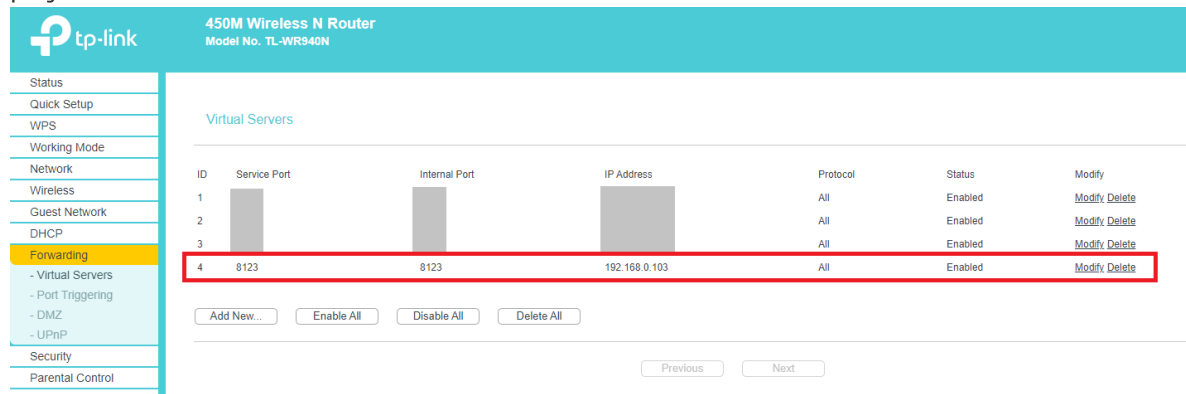 tp-link
450M Wireless N Router
Model No. TL-WR940N
Status
Quick Setup
WPS
Working Mode
Network
Wireless
Guest Network
DHCP
Forwarding
- Virtual Servers
- Port Triggering
- DMZ
- UPnP
Security
Parental Control
Virtual Servers
ID Service Port Internal Port IP Address Protocol Status Modify
1 All Enabled Modify Delete
2 All Enabled Modify Delete
3 All Enabled Modify Delete
4 8123 8123 192.168.0.103 All Enabled Modify Delete
Add New... Enable All Disable All Delete All
Previous Next